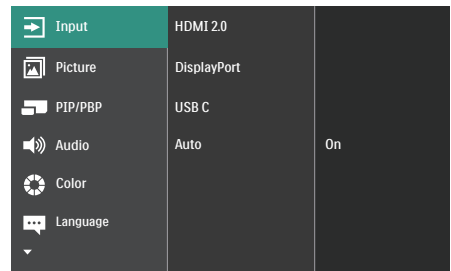 Input
HDMI 2.0
Picture
DisplayPort
PIP/PBP
USB C
Audio
Auto
On
Color
Language